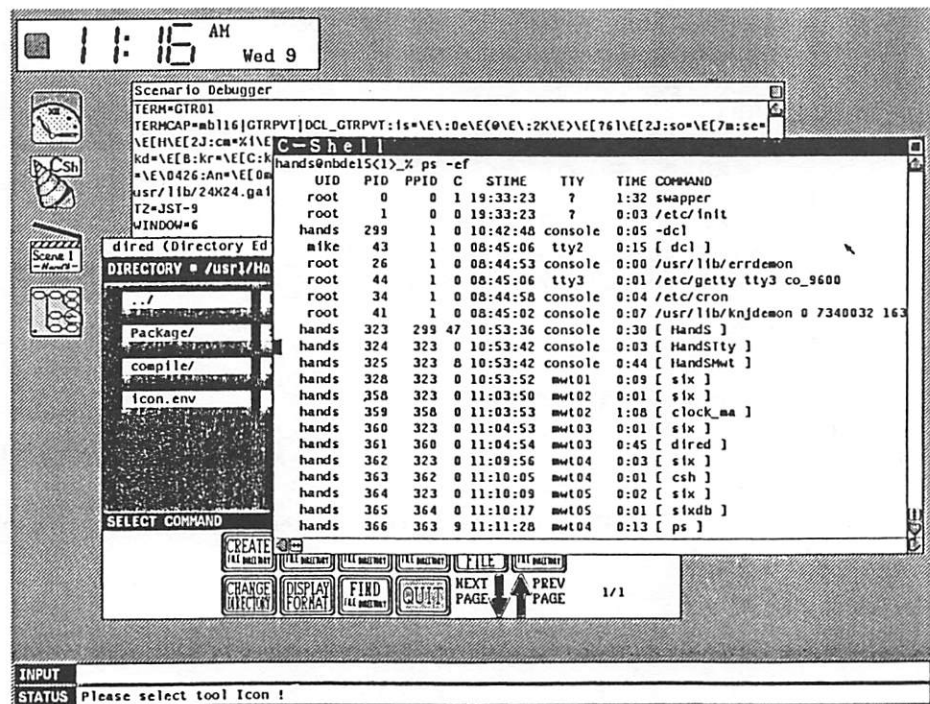 11:16 AM
Wed 9
Scenario Debugger
TERM=GTR01
TERMCAP=mbl16|GTRPVT|DCL_GTRPVT:is=\E\:0e\E(@\E\:2K\E>\E[?6l\E[2J:so=\E[7m:se=
\E[H\E[2J:cm=%i\E
kd=\E[B:kr=\E[C:k
=\E\0426:An=\E[0m
usr/lib/24X24.gai
TZ=JST-9
WINDOW=6
CSh
Scene 1
-HandS-
C-Shell
hands@nbdel5(1)_% ps -ef
UID PID PPID C STIME TTY TIME COMMAND
root 0 0 1 19:33:23 ? 1:32 swapper
root 1 0 0 19:33:23 ? 0:03 /etc/init
hands 299 1 0 10:42:48 console 0:05 -dcl
mike 43 1 0 08:45:06 tty2 0:15 [ dcl ]
root 26 1 0 08:44:53 console 0:00 /usr/lib/errdemon
root 44 1 0 08:45:06 tty3 0:01 /etc/getty tty3 co_9600
root 34 1 0 08:44:58 console 0:04 /etc/cron
root 41 1 0 08:45:02 console 0:07 /usr/lib/knjdemon 0 7340032 163
hands 323 299 47 10:53:36 console 0:30 [ HandS ]
hands 324 323 0 10:53:42 console 0:03 [ HandSTty ]
hands 325 323 8 10:53:42 console 0:44 [ HandSMwt ]
hands 328 323 0 10:53:52 mwt01 0:09 [ six ]
hands 358 323 0 11:03:50 mwt02 0:01 [ six ]
hands 359 358 0 11:03:53 mwt02 1:08 [ clock_ma ]
hands 360 323 0 11:04:53 mwt03 0:01 [ six ]
hands 361 360 0 11:04:54 mwt03 0:45 [ dired ]
hands 362 323 0 11:09:56 mwt04 0:03 [ six ]
hands 363 362 0 11:10:05 mwt04 0:01 [ csh ]
hands 364 323 0 11:10:09 mwt05 0:02 [ six ]
hands 365 364 0 11:10:17 mwt05 0:01 [ sixdb ]
hands 366 363 9 11:11:28 mwt04 0:13 [ ps ]
dired (Directory Ed
DIRECTORY = /usr1/Ha
../
Package/
compile/
icon.env
SELECT COMMAND
CREATE
FILE DIRECTORY
FILE
CHANGE DIRECTORY
DISPLAY FORMAT
FIND
FILE DIRECTORY
QUIT
NEXT PAGE
PREV PAGE
1/1
INPUT
STATUS Please select tool Icon !